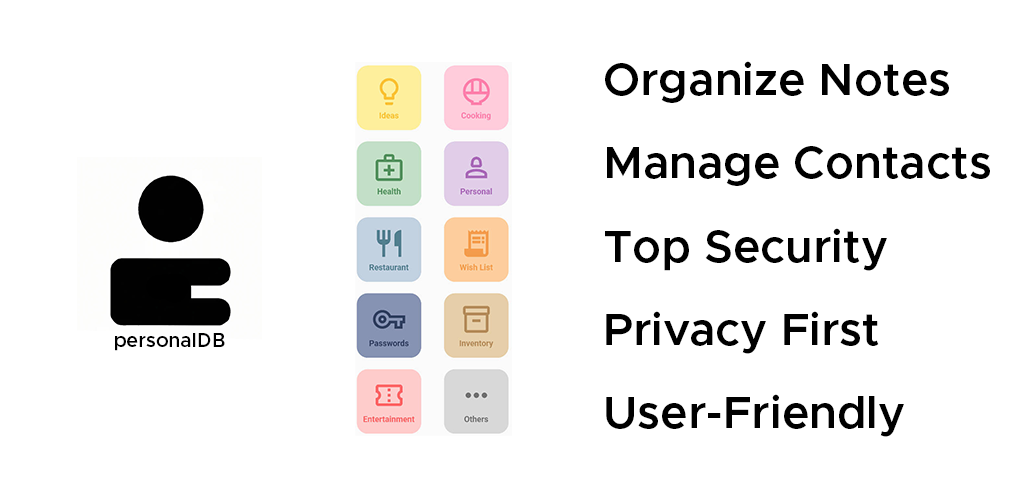 personalDB
Ideas
Cooking
Health
Personal
Restaurant
Wish List
Passwords
Inventory
Entertainment
Others
Organize Notes
Manage Contacts
Top Security
Privacy First
User-Friendly